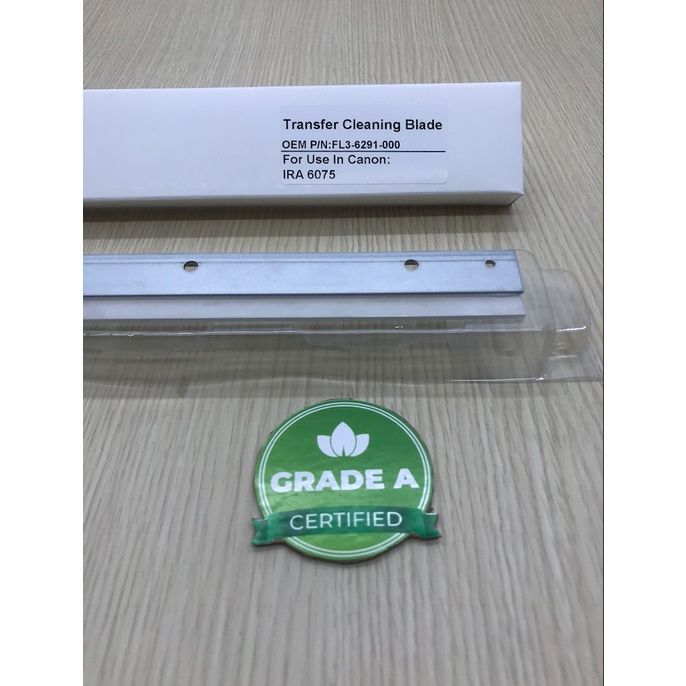 Transfer Cleaning Blade
OEM P/N:FL3-6291-000
For Use In Canon:
IRA 6075
GRADE A
CERTIFIED